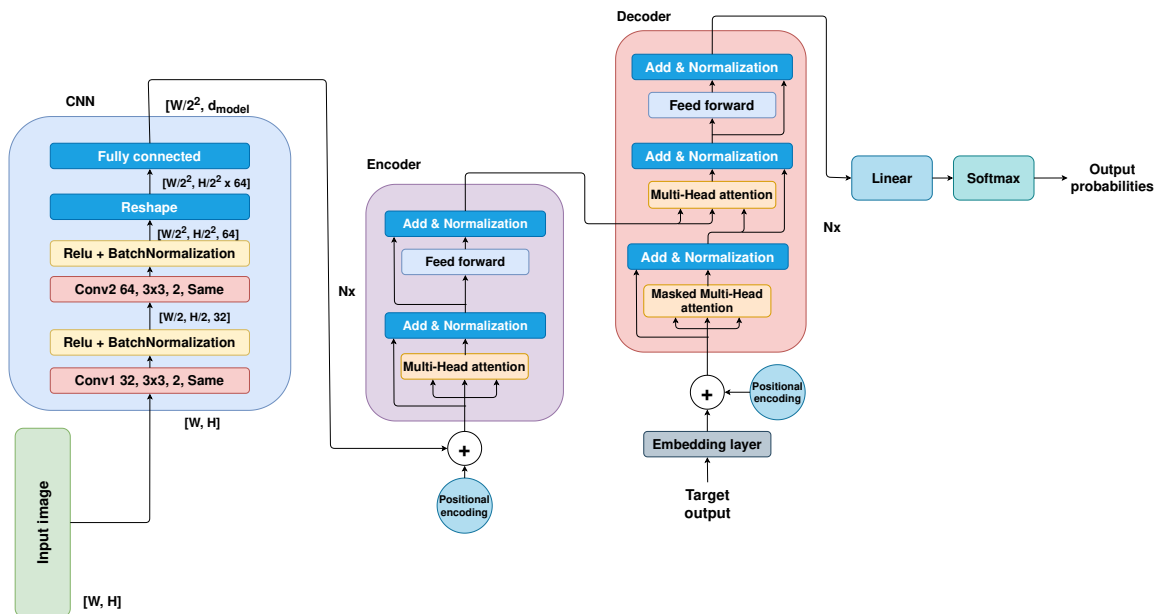 CNN
[W/2², d_model]
Fully connected
[W/2², H/2² x 64]
Reshape
[W/2², H/2², 64]
Relu + BatchNormalization
Conv2 64, 3x3, 2, Same
[W/2, H/2, 32]
Relu + BatchNormalization
Conv1 32, 3x3, 2, Same
[W, H]
Input image
[W, H]
Encoder
Add & Normalization
Feed forward
Nx
Add & Normalization
Multi-Head attention
+
Positional
encoding
Decoder
Add & Normalization
Feed forward
Add & Normalization
Multi-Head attention
Nx
Add & Normalization
Masked Multi-Head
attention
+
Positional
encoding
Embedding layer
Target
output
Linear
Softmax
Output
probabilities